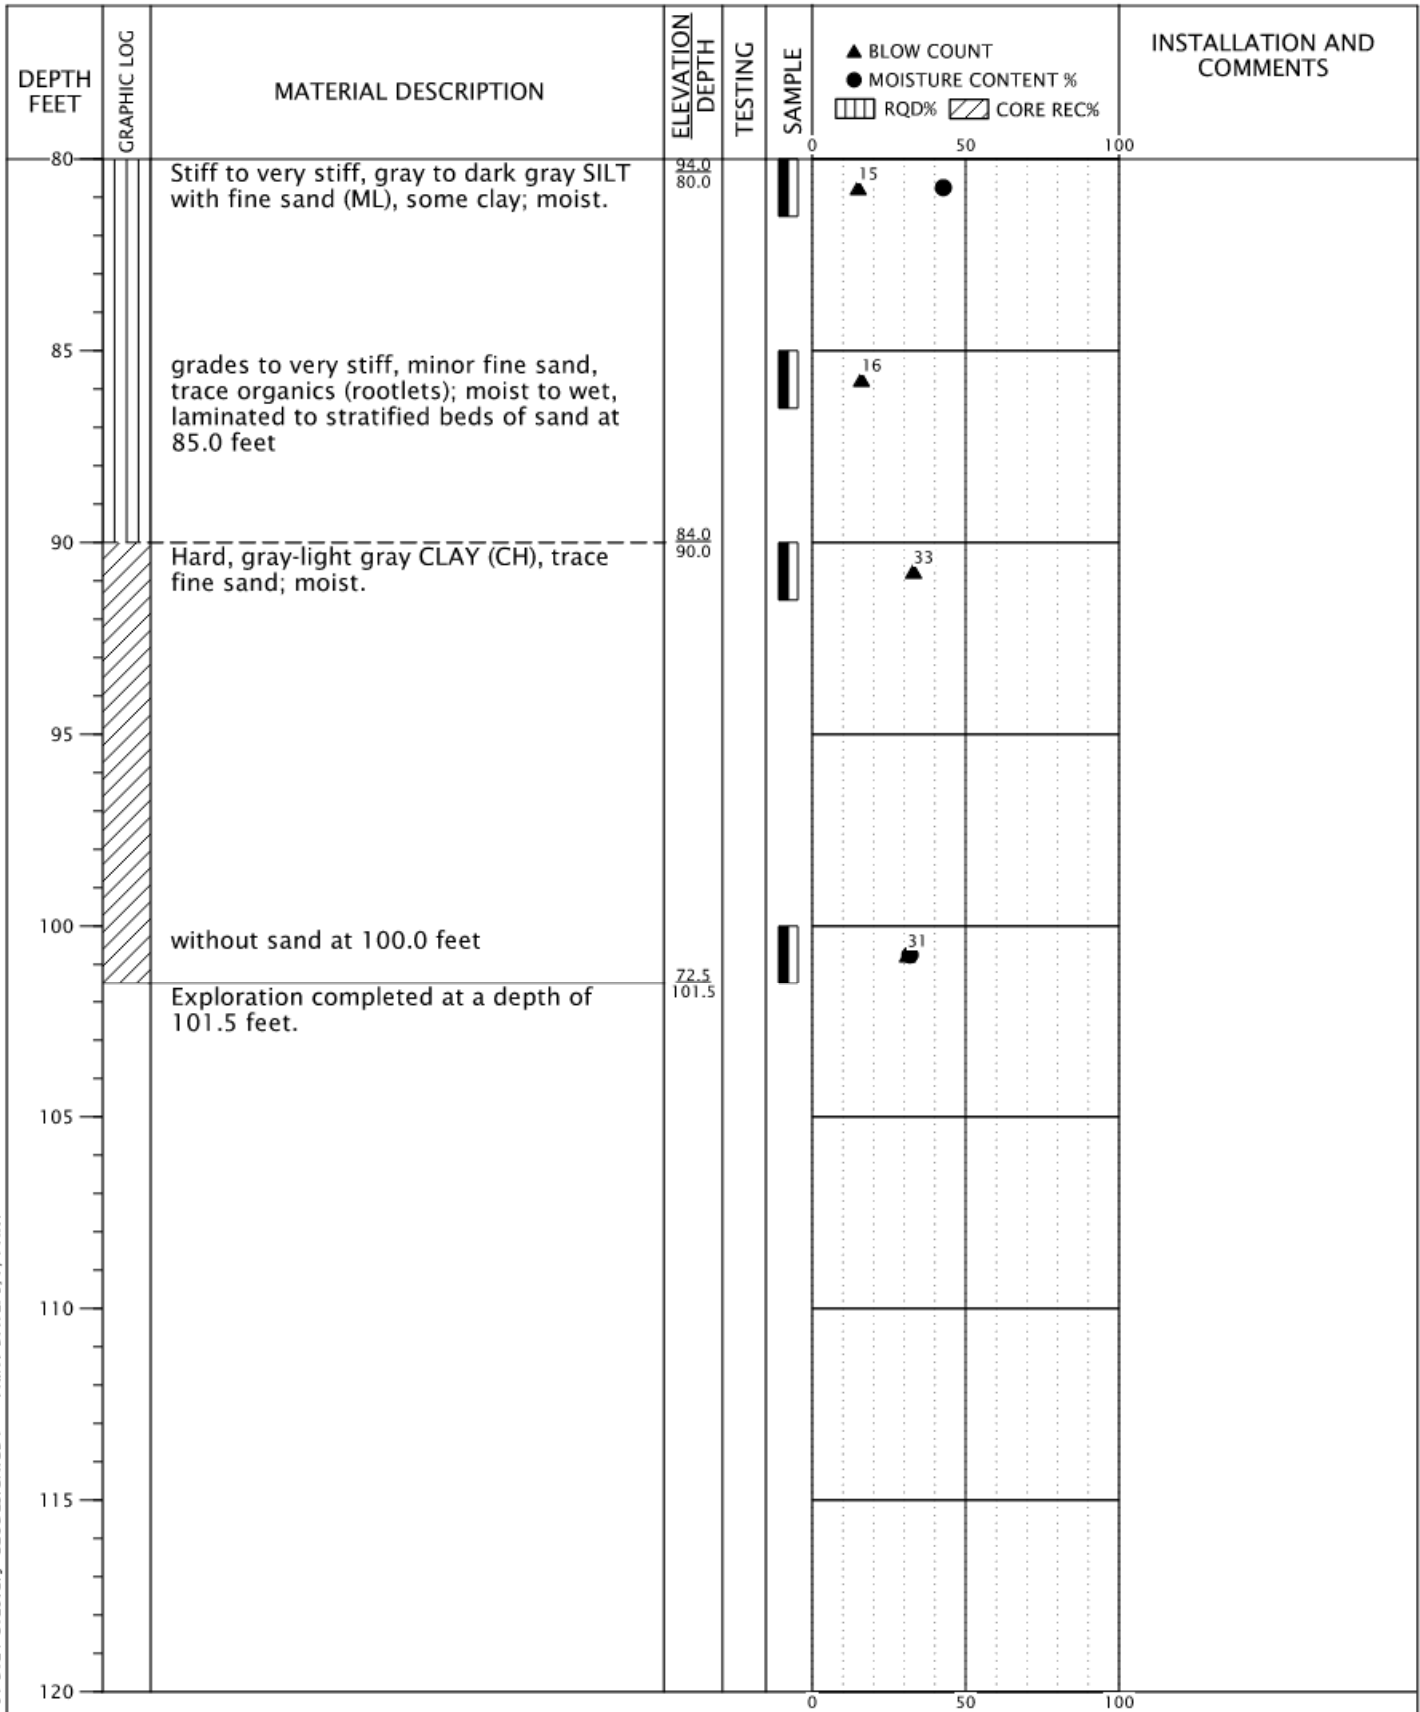 DEPTH
FEET
GRAPHIC LOG
MATERIAL DESCRIPTION
ELEVATION
DEPTH
TESTING
SAMPLE
▲ BLOW COUNT
● MOISTURE CONTENT %
RQD% CORE REC%
0 50 100
INSTALLATION AND
COMMENTS
80
Stiff to very stiff, gray to dark gray SILT
with fine sand (ML), some clay; moist.
94.0
80.0
15
85
grades to very stiff, minor fine sand,
trace organics (rootlets); moist to wet,
laminated to stratified beds of sand at
85.0 feet
16
90
84.0
90.0
Hard, gray-light gray CLAY (CH), trace
fine sand; moist.
33
95
100
without sand at 100.0 feet
31
72.5
101.5
Exploration completed at a depth of
101.5 feet.
105
110
115
120
0 50 100